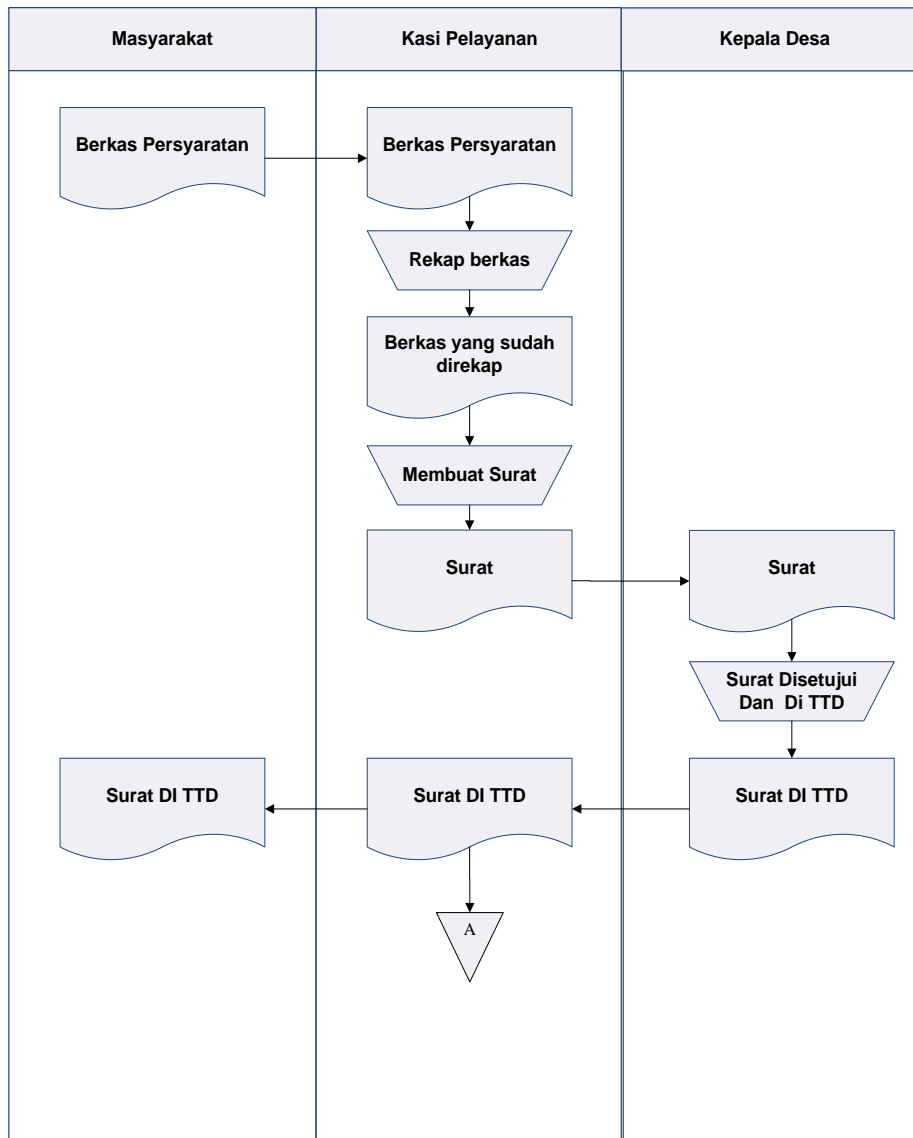 Masyarakat
Kasi Pelayanan
Kepala Desa
Berkas Persyaratan
Berkas Persyaratan
Rekap berkas
Berkas yang sudah
direkap
Membuat Surat
Surat
Surat
Surat Disetujui
Dan Di TTD
Surat DI TTD
Surat DI TTD
Surat DI TTD
A